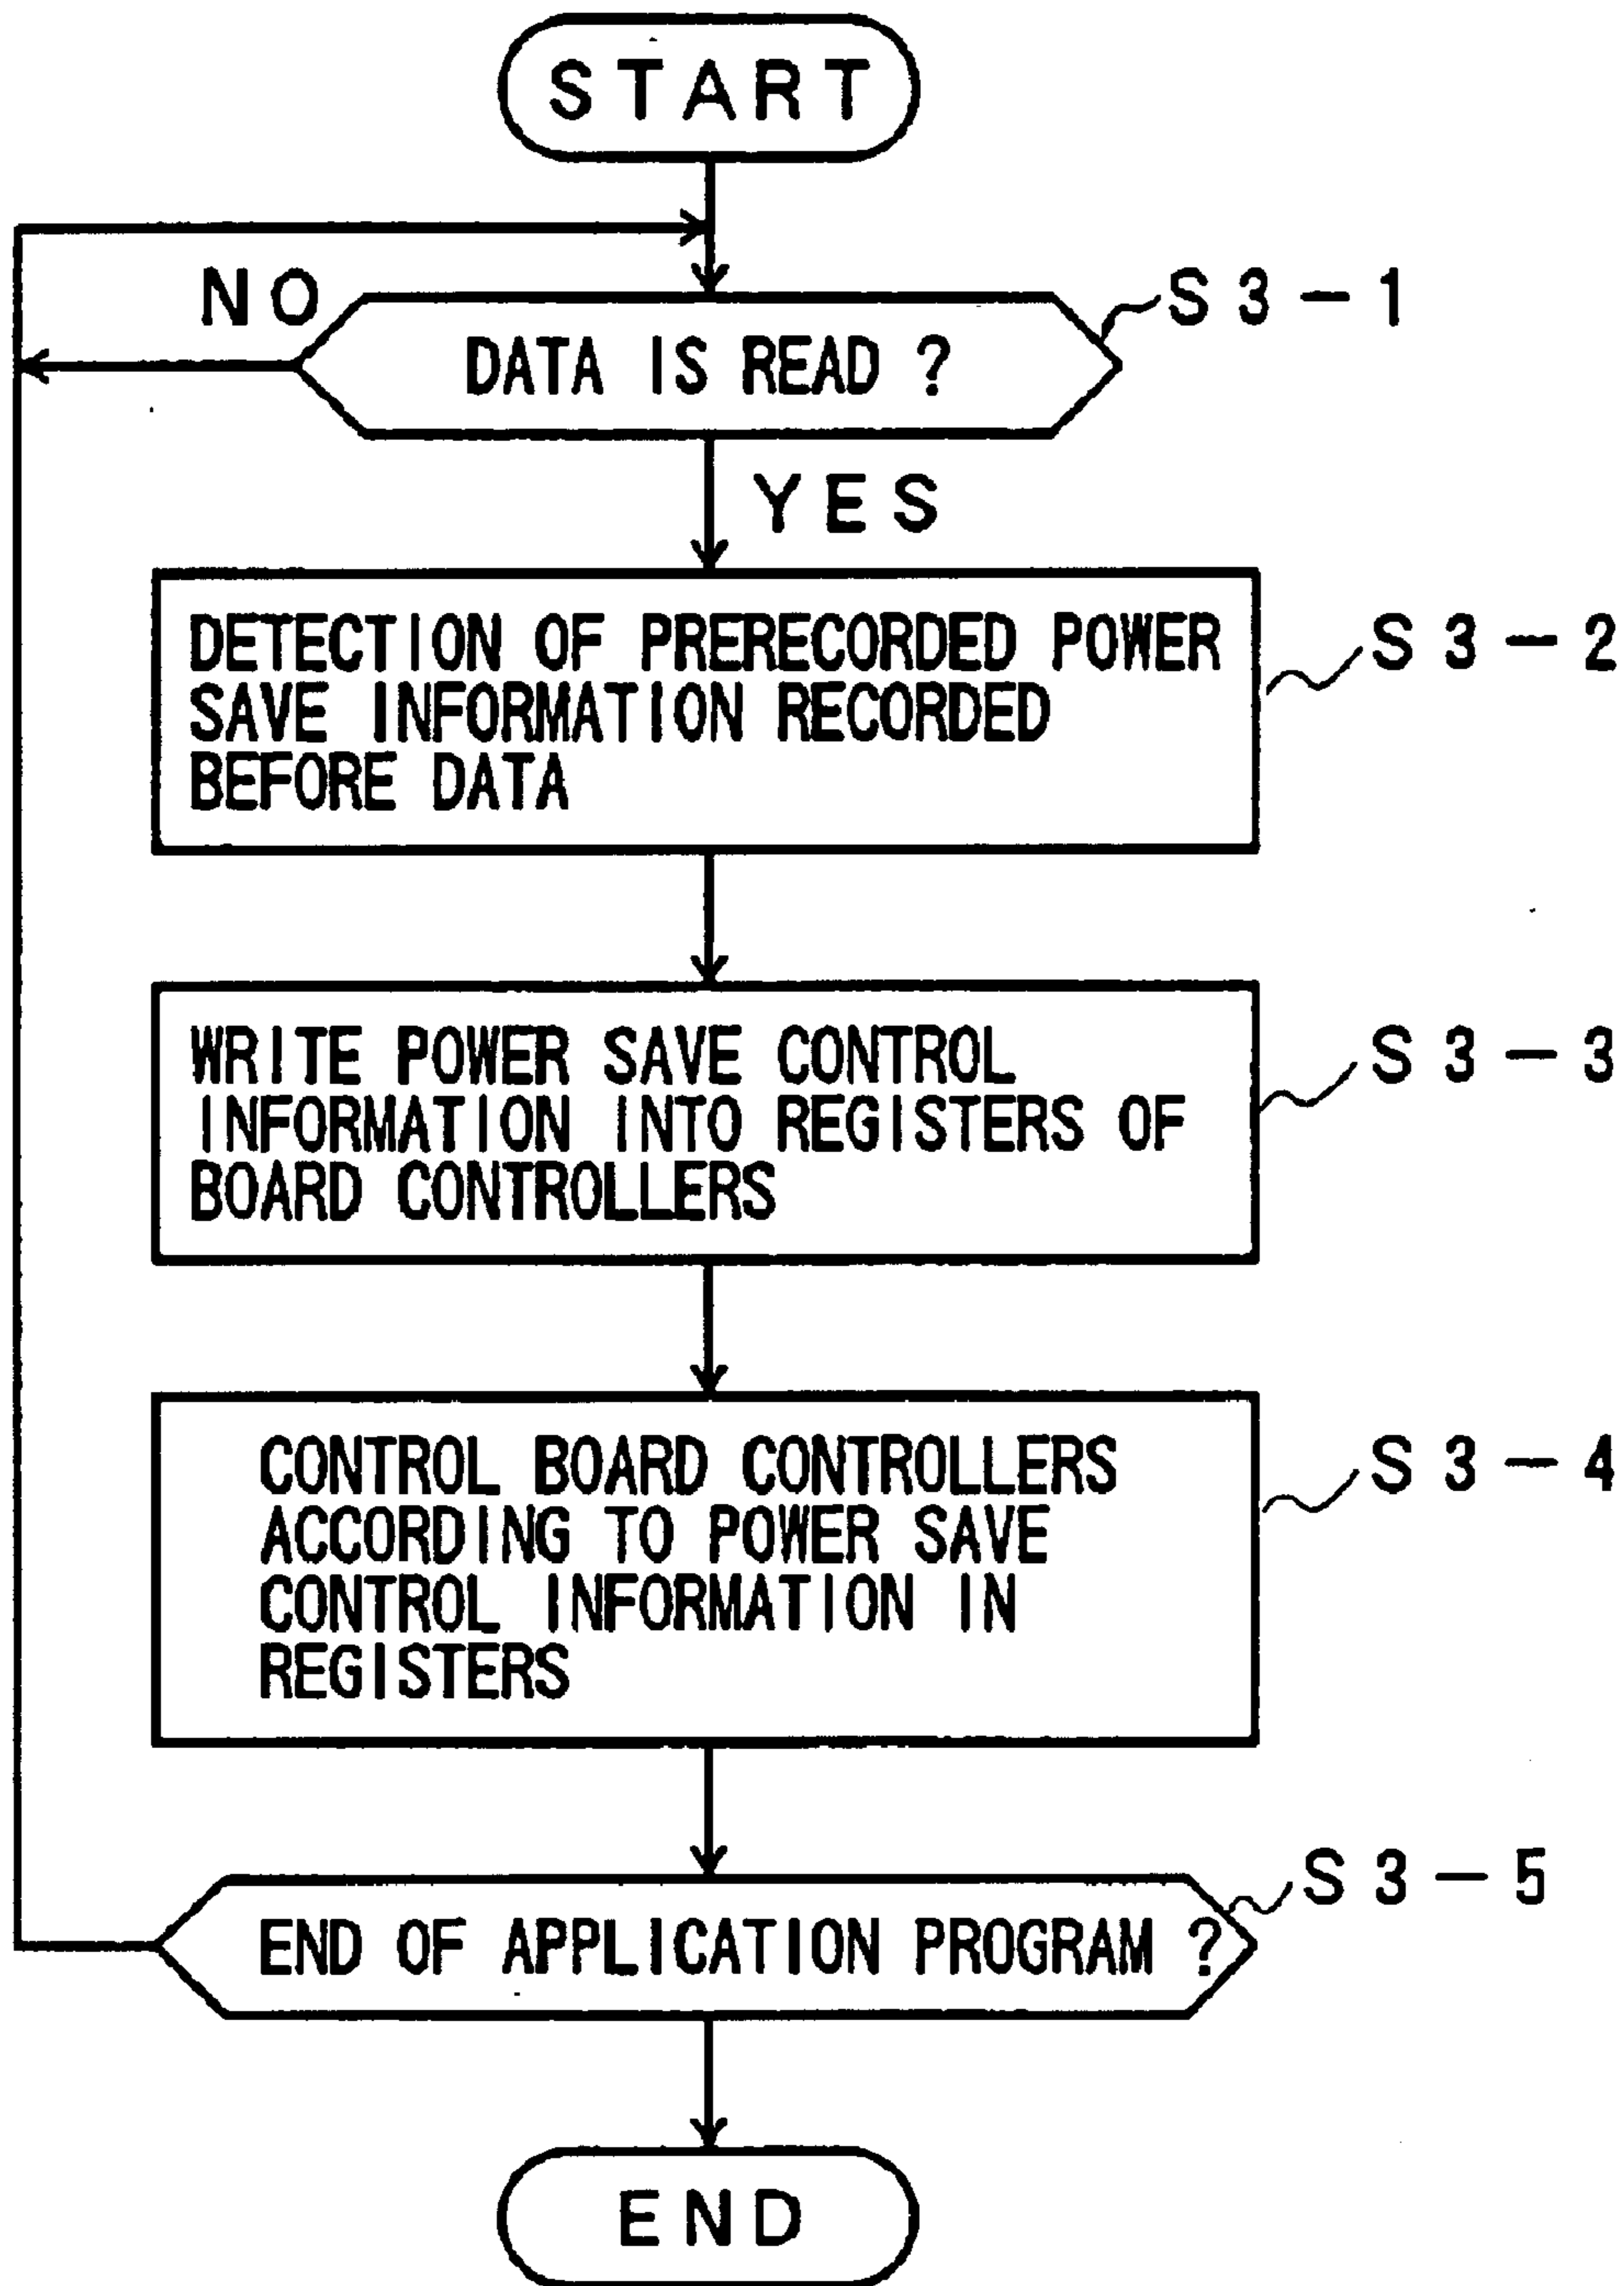 START
NO
S3-1
DATA IS READ ?
YES
DETECTION OF PRERECORDED POWER
SAVE INFORMATION RECORDED
BEFORE DATA
S3-2
WRITE POWER SAVE CONTROL
INFORMATION INTO REGISTERS OF
BOARD CONTROLLERS
S3-3
CONTROL BOARD CONTROLLERS
ACCORDING TO POWER SAVE
CONTROL INFORMATION IN
REGISTERS
S3-4
END OF APPLICATION PROGRAM ?
S3-5
END